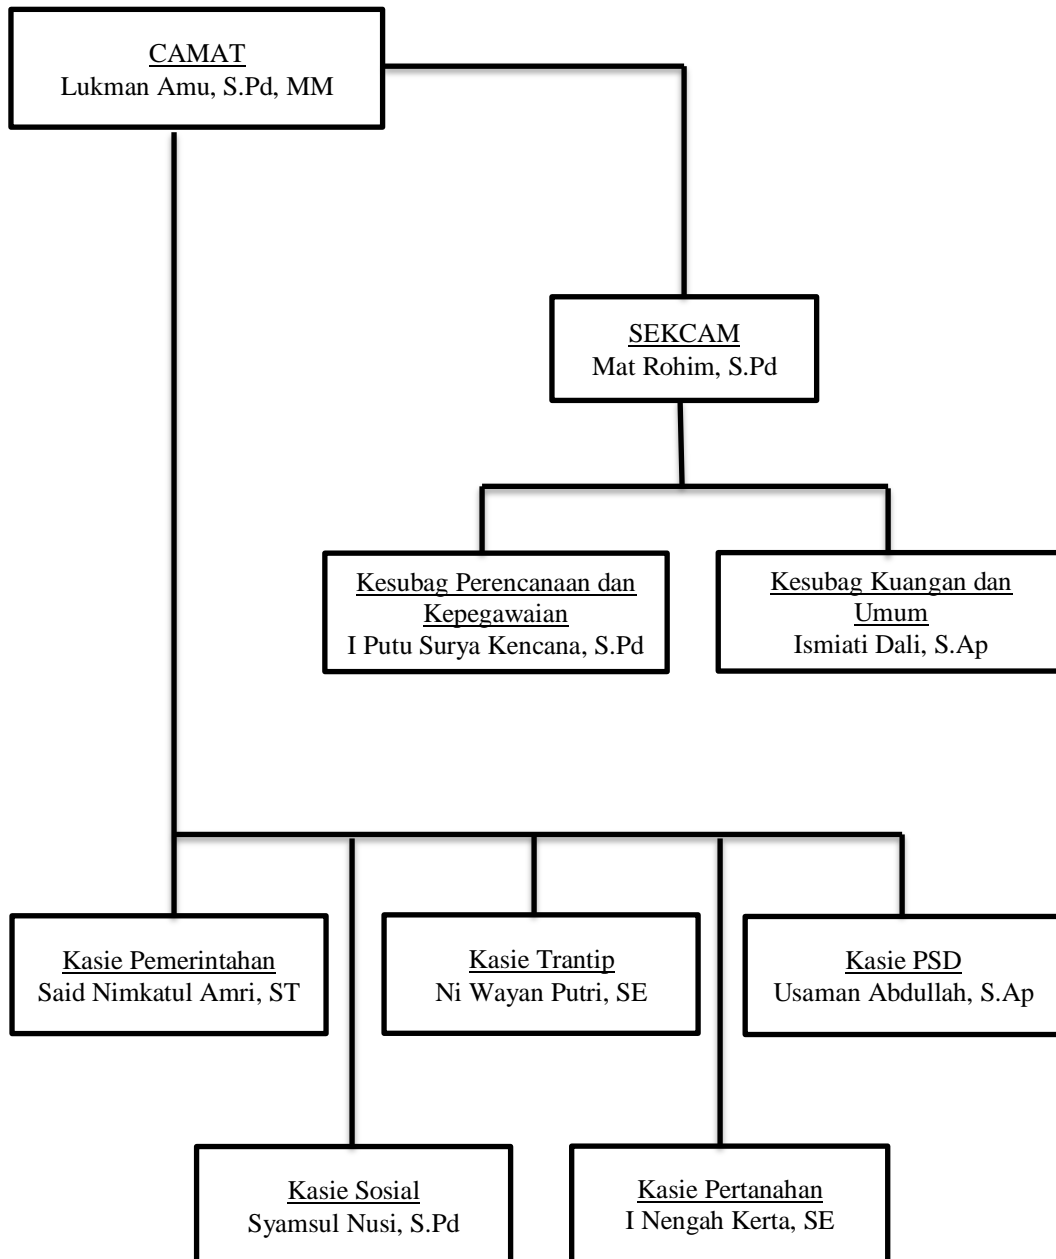 CAMAT
Lukman Amu, S.Pd, MM
SEKCAM
Mat Rohim, S.Pd
Kesubag Perencanaan dan
Kepegawaian
I Putu Surya Kencana, S.Pd
Kesubag Kuangan dan
Umum
Ismiati Dali, S.Ap
Kasie Pemerintahan
Said Nimkatul Amri, ST
Kasie Trantip
Ni Wayan Putri, SE
Kasie PSD
Usaman Abdullah, S.Ap
Kasie Sosial
Syamsul Nusi, S.Pd
Kasie Pertanahan
I Nengah Kerta, SE